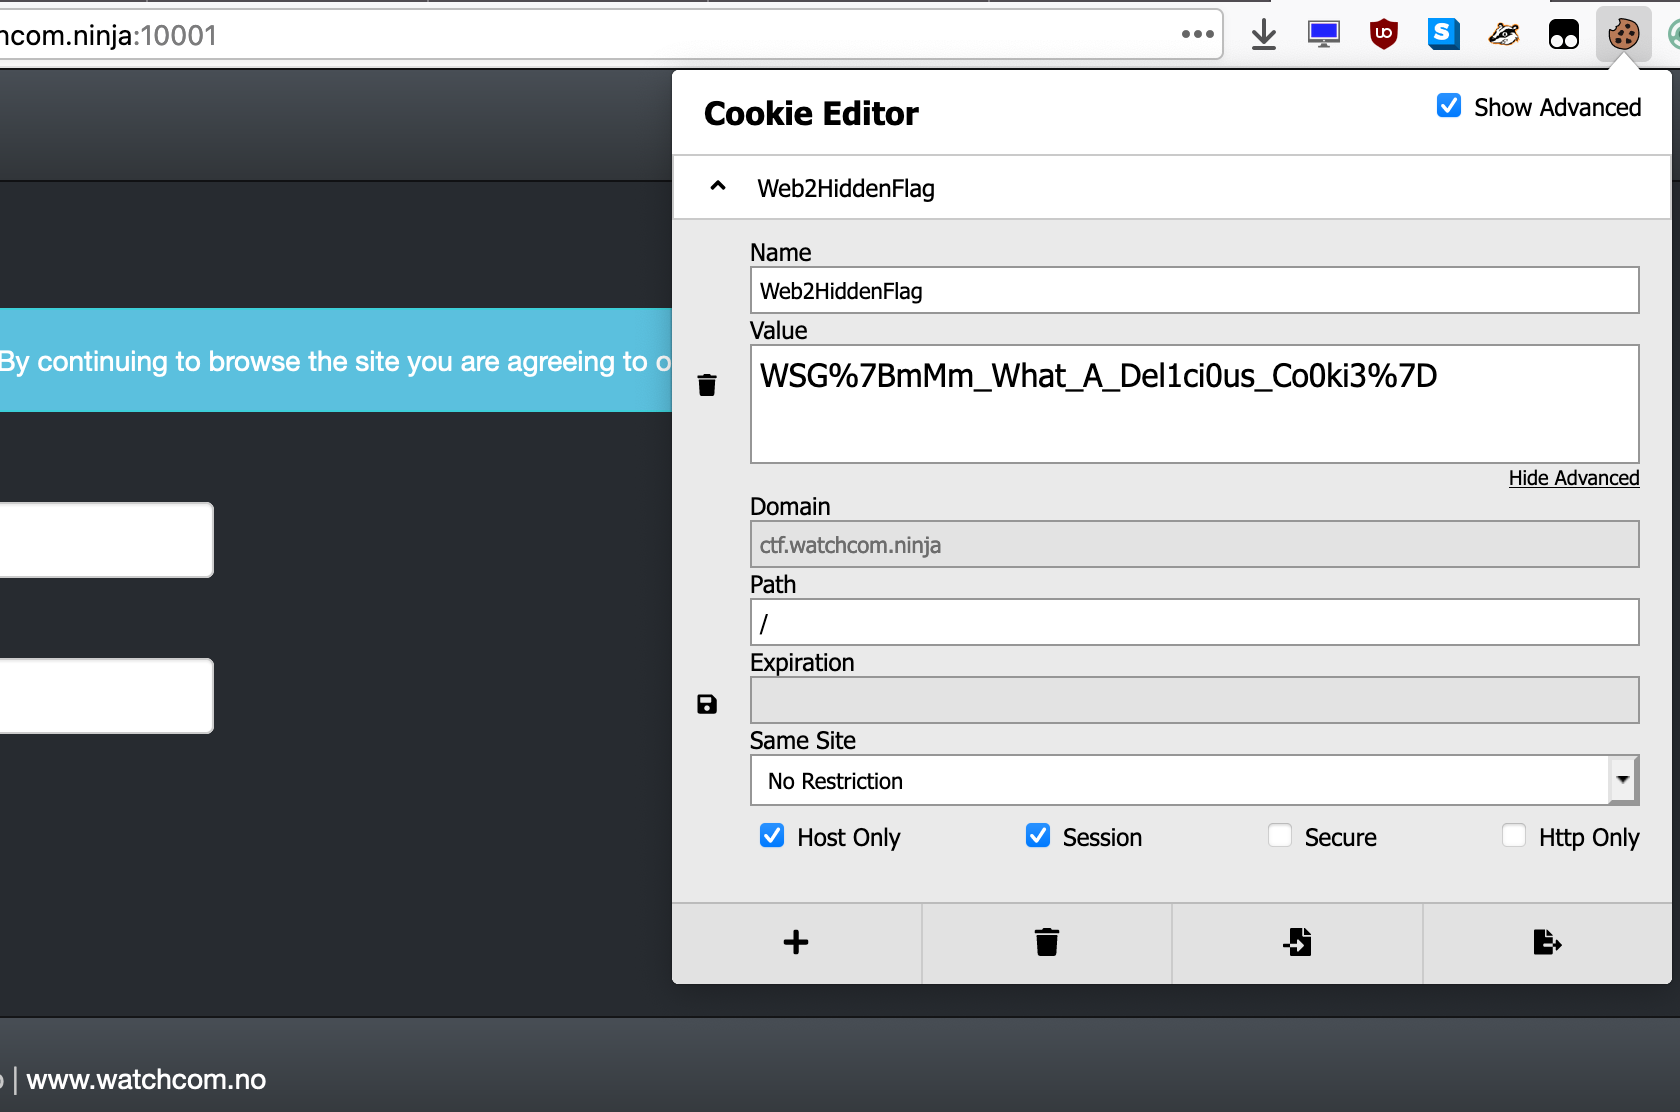 hcom.ninja:10001
Cookie Editor
Show Advanced
Web2HiddenFlag
Name
Web2HiddenFlag
Value
WSG%7BmMm_What_A_Del1ci0us_Co0ki3%7D
Hide Advanced
Domain
ctf.watchcom.ninja
Path
/
Expiration
Same Site
No Restriction
Host Only
Session
Secure
Http Only
By continuing to browse the site you are agreeing to o
| www.watchcom.no